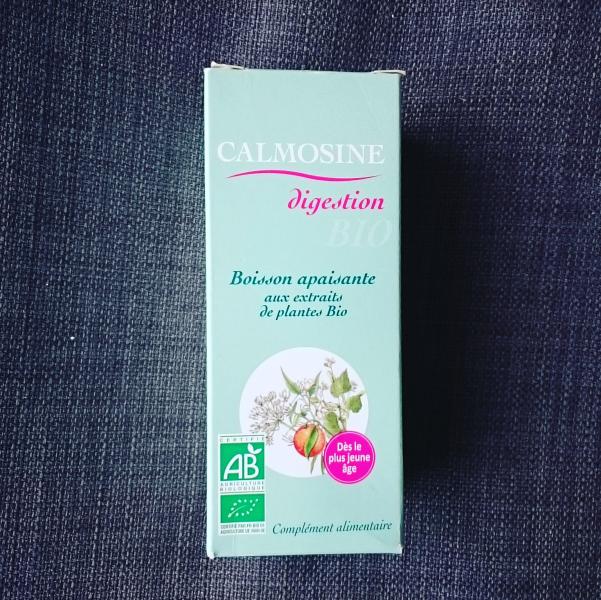 CALMOSINE
digestion
BIO
Boisson apaisante
aux extraits
de plantes Bio
Dès le
plus jeune
âge
CERTIFIÉ
AB
AGRICULTURE
BIOLOGIQUE
Complément alimentaire